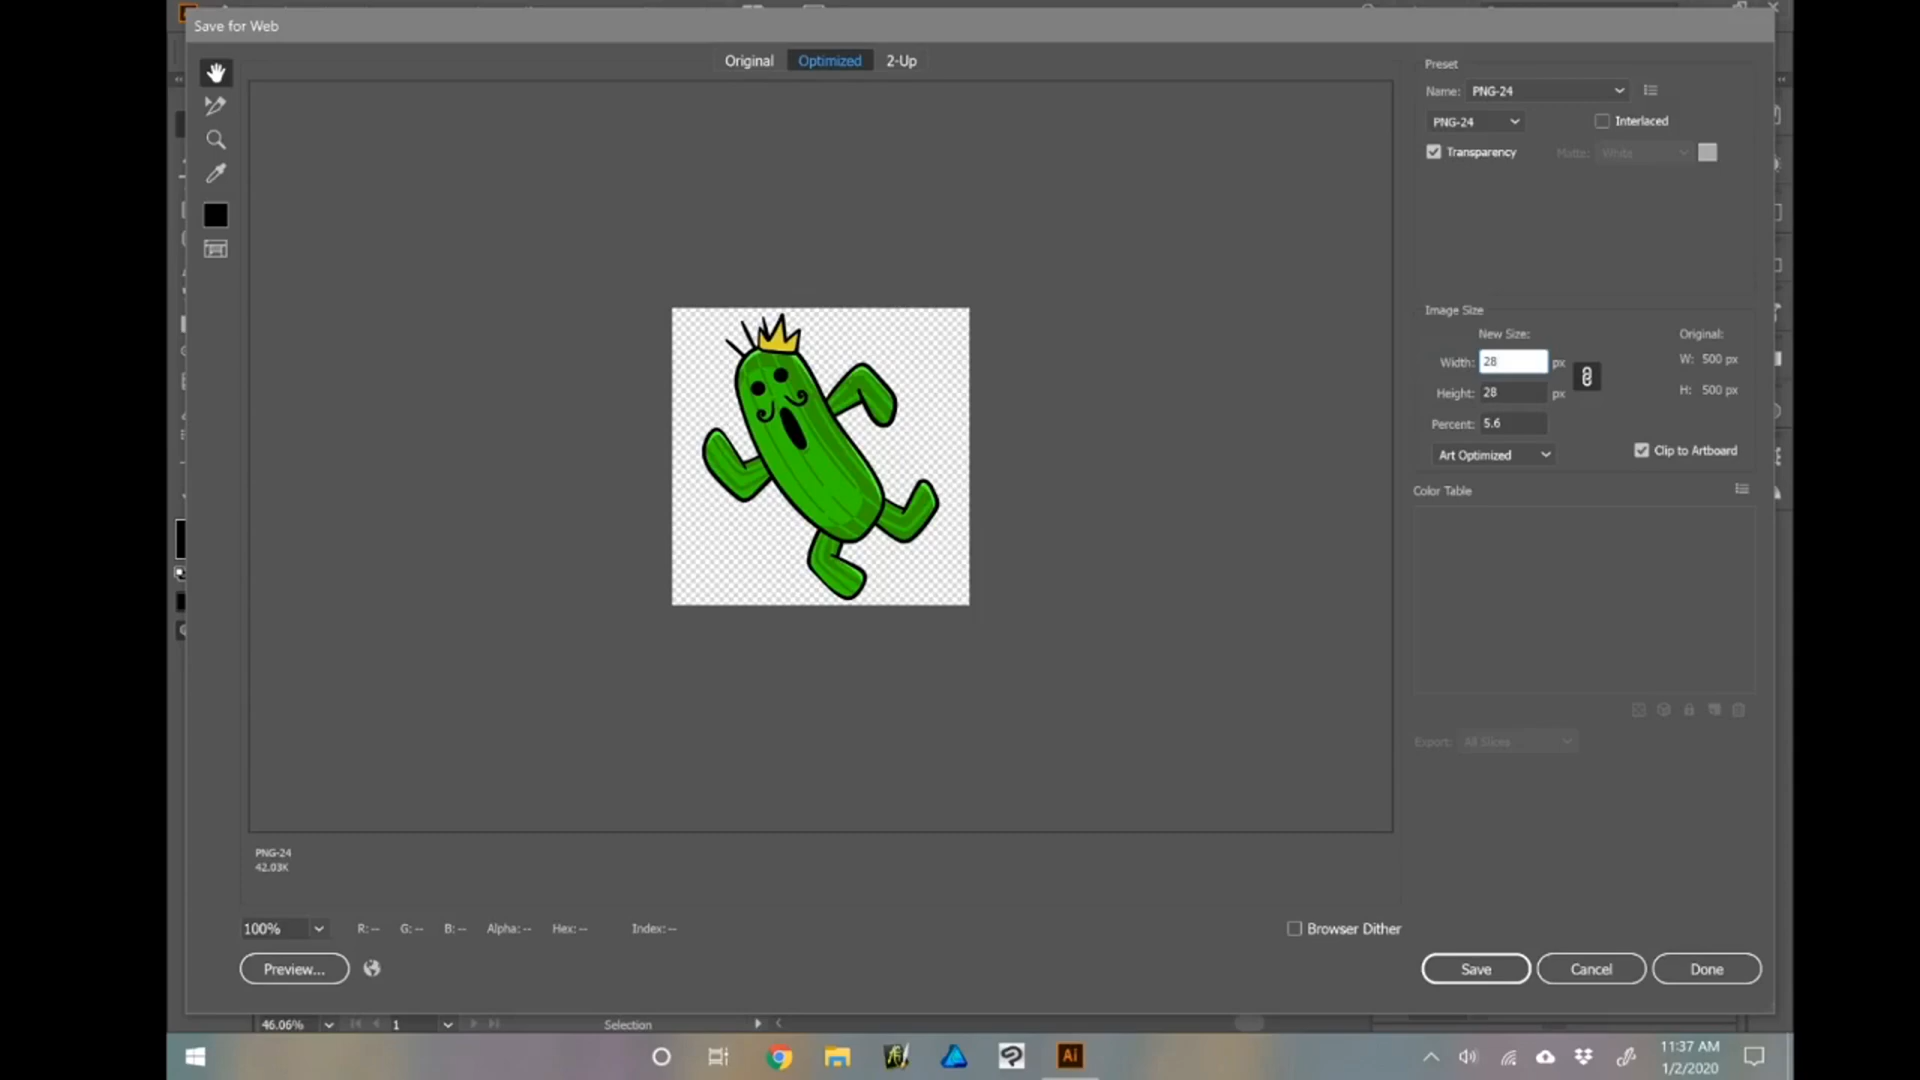 Save for Web
Original
Optimized
2-Up
Preset
Name: PNG-24
PNG-24
Interlaced
Transparency
Matte: White
Image Size
New Size:
Original:
Width: 28 px
W: 500 px
Height: 28 px
H: 500 px
Percent: 5.6
Art Optimized
Clip to Artboard
Color Table
Export: All Slices
PNG-24
42.03K
100%
R: --
G: --
B: --
Alpha: --
Hex: --
Index: --
Browser Dither
Preview...
Save
Cancel
Done
46.06%
1
Selection
Ai
11:37 AM
1/2/2020